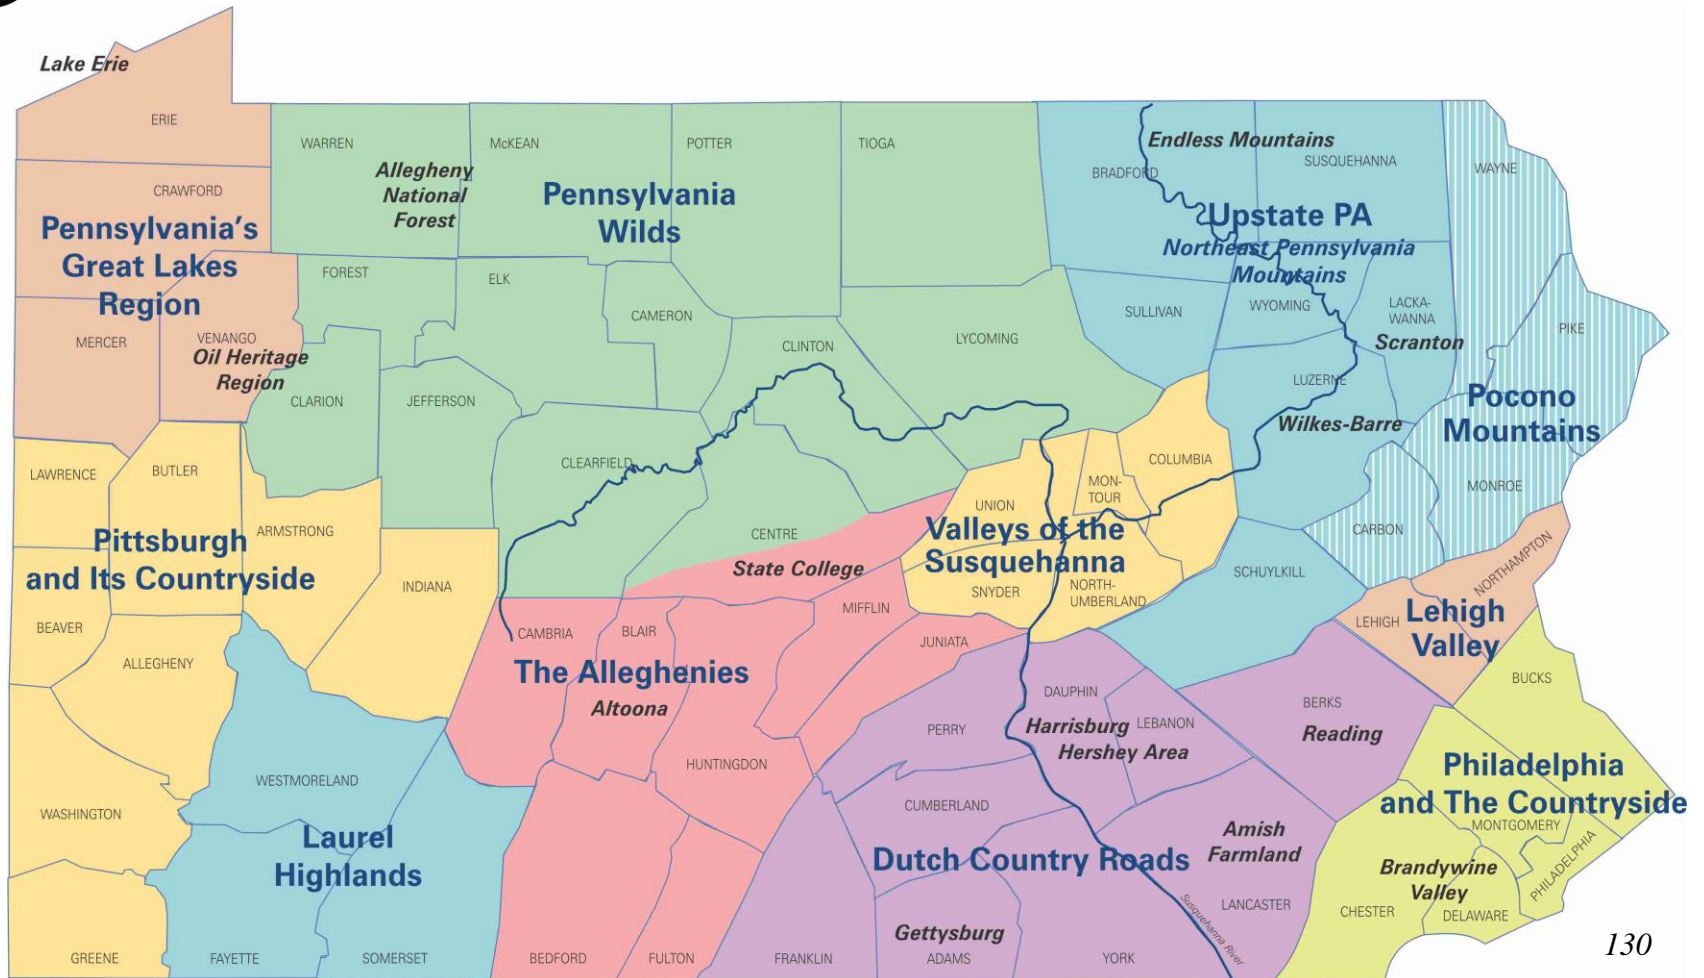 Lake Erie
ERIE
WARREN
McKEAN
POTTER
TIOGA
Endless Mountains
SUSQUEHANNA
BRADFORD
WAYNE
Allegheny
National
Forest
CRAWFORD
Pennsylvania
Wilds
Pennsylvania's
Great Lakes
Region
Upstate PA
Northeast Pennsylvania
Mountains
FOREST
ELK
CAMERON
SULLIVAN
WYOMING
LACKA-
WANNA
Scranton
PIKE
MERCER
VENANGO
Oil Heritage
Region
CLARION
JEFFERSON
CLINTON
LYCOMING
LUZERNE
Wilkes-Barre
Pocono
Mountains
LAWRENCE
BUTLER
CLEARFIELD
COLUMBIA
MON-
TOUR
UNION
MONROE
CARBON
ARMSTRONG
Pittsburgh
and Its Countyside
INDIANA
CENTRE
State College
Valleys of the
Susquehanna
SNYDER
NORTH-
UMBERLAND
SCHUYLKILL
NORTHAMPTON
LEHIGH
Lehigh
Valley
BEAVER
ALLEGHENY
CAMBRIA
BLAIR
MIFFLIN
JUNIATA
The Alleghenies
Altoona
BUCKS
DAUPHIN
LEBANON
Harrisburg
Hershey Area
PERRY
BERKS
Reading
WESTMORELAND
HUNTINGDON
CUMBERLAND
WASHINGTON
Philadelphia
and The Countryside
MONTGOMERY
PHILADELPHIA
Laurel
Highlands
Dutch Country Roads
Amish
Farmland
Brandywine
Valley
LANCASTER
CHESTER
DELAWARE
Susquehanna River
Gettysburg
ADAMS
GREENE
FAYETTE
SOMERSET
BEDFORD
FULTON
FRANKLIN
YORK
130